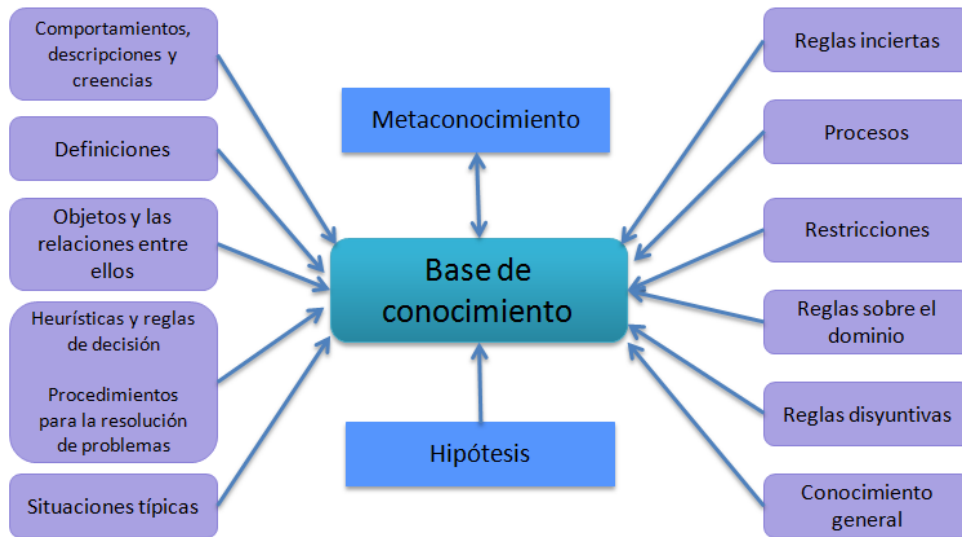 Comportamientos,
descripciones y
creencias
Definiciones
Objetos y las
relaciones entre
ellos
Heurísticas y reglas
de decisión
Procedimientos
para la resolución
de problemas
Situaciones típicas
Metaconocimiento
Base de
conocimiento
Hipótesis
Reglas inciertas
Procesos
Restricciones
Reglas sobre el
dominio
Reglas disyuntivas
Conocimiento
general